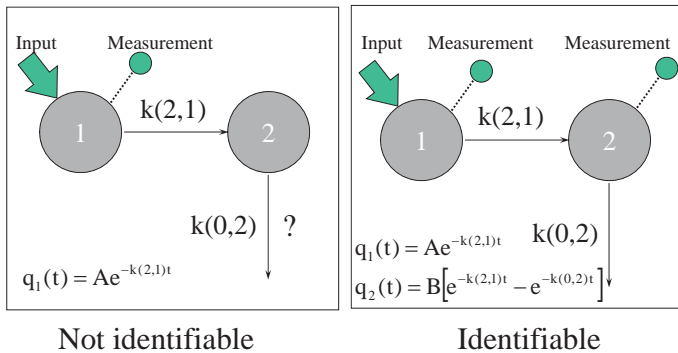 Input
Measurement
1
k(2,1)
2
k(0,2)
?
q₁(t) = Ae^{-k(2,1)t}
Not identifiable
Input
Measurement
Measurement
1
k(2,1)
2
k(0,2)
q₁(t) = Ae^{-k(2,1)t}
q₂(t) = B[e^{-k(2,1)t} – e^{-k(0,2)t}]
Identifiable